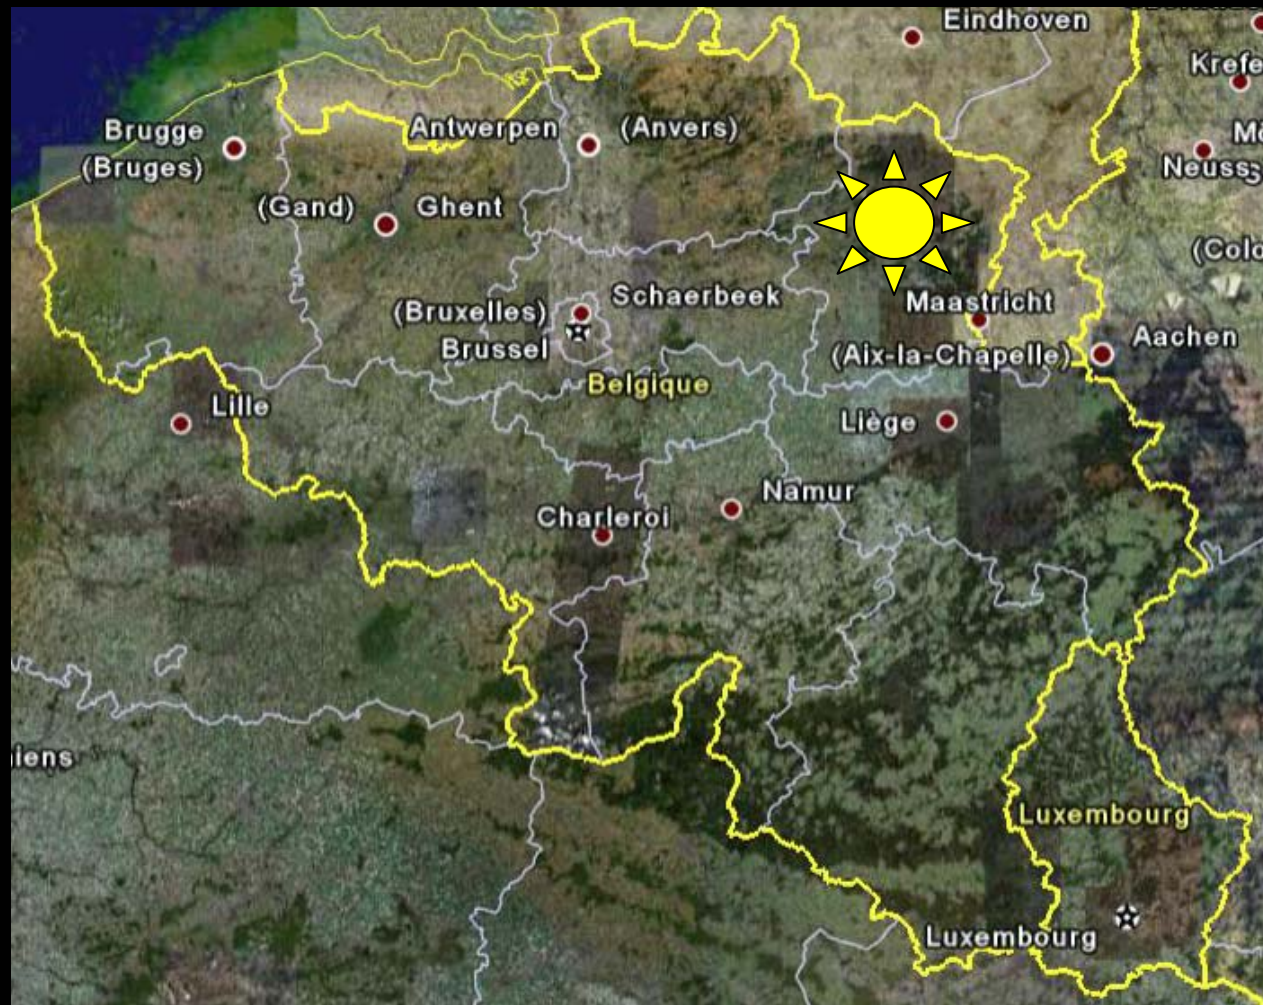 Eindhoven
Krefe
Brugge
(Bruges)
Antwerpen
(Anvers)
Neuss
(Gand)
Ghent
(Colo
(Bruxelles)
Schaerbeek
Brussel
Maastricht
(Aix-la-Chapelle)
Aachen
Belgique
Lille
Liège
Namur
Charleroi
iens
Luxembourg
Luxembourg